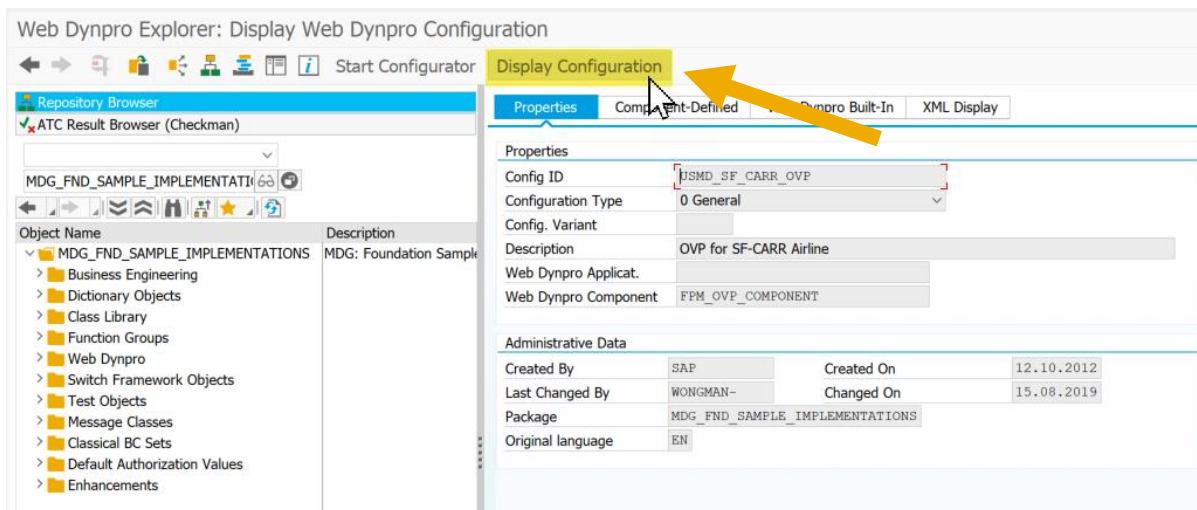 Web Dynpro Explorer: Display Web Dynpro Configuration
Start Configurator Display Configuration
Repository Browser
ATC Result Browser (Checkman)
MDG_FND_SAMPLE_IMPLEMENTATI
Object Name Description
MDG_FND_SAMPLE_IMPLEMENTATIONS MDG: Foundation Sample
Business Engineering
Dictionary Objects
Class Library
Function Groups
Web Dynpro
Switch Framework Objects
Test Objects
Message Classes
Classical BC Sets
Default Authorization Values
Enhancements
Properties Component-Defined Dynpro Built-In XML Display
Properties
Config ID USMD_SF_CARR_OVP
Configuration Type 0 General
Config. Variant
Description OVP for SF-CARR Airline
Web Dynpro Applicat.
Web Dynpro Component FPM_OVP_COMPONENT
Administrative Data
Created By SAP Created On 12.10.2012
Last Changed By WONGMAN- Changed On 15.08.2019
Package MDG_FND_SAMPLE_IMPLEMENTATIONS
Original language EN